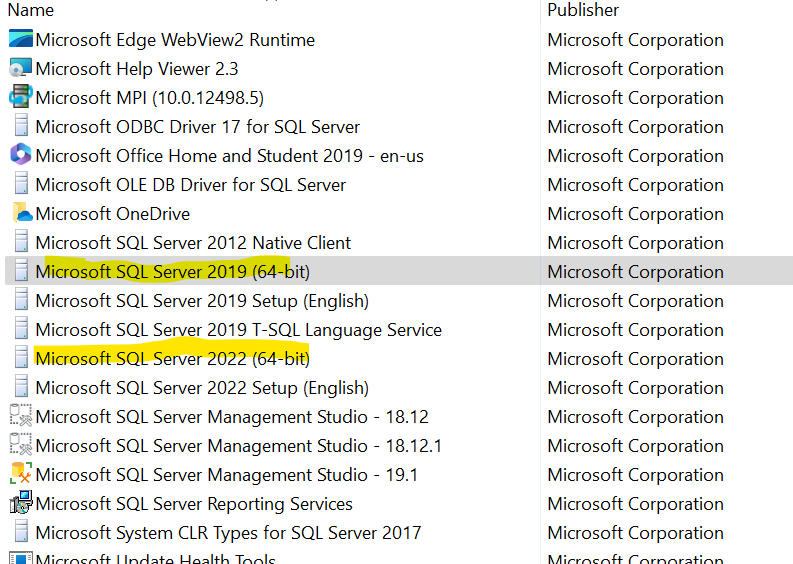 Name Publisher
Microsoft Edge WebView2 Runtime Microsoft Corporation
Microsoft Help Viewer 2.3 Microsoft Corporation
Microsoft MPI (10.0.12498.5) Microsoft Corporation
Microsoft ODBC Driver 17 for SQL Server Microsoft Corporation
Microsoft Office Home and Student 2019 - en-us Microsoft Corporation
Microsoft OLE DB Driver for SQL Server Microsoft Corporation
Microsoft OneDrive Microsoft Corporation
Microsoft SQL Server 2012 Native Client Microsoft Corporation
Microsoft SQL Server 2019 (64-bit) Microsoft Corporation
Microsoft SQL Server 2019 Setup (English) Microsoft Corporation
Microsoft SQL Server 2019 T-SQL Language Service Microsoft Corporation
Microsoft SQL Server 2022 (64-bit) Microsoft Corporation
Microsoft SQL Server 2022 Setup (English) Microsoft Corporation
Microsoft SQL Server Management Studio - 18.12 Microsoft Corporation
Microsoft SQL Server Management Studio - 18.12.1 Microsoft Corporation
Microsoft SQL Server Management Studio - 19.1 Microsoft Corporation
Microsoft SQL Server Reporting Services Microsoft Corporation
Microsoft System CLR Types for SQL Server 2017 Microsoft Corporation
Microsoft Update Health Tools Microsoft Corporation